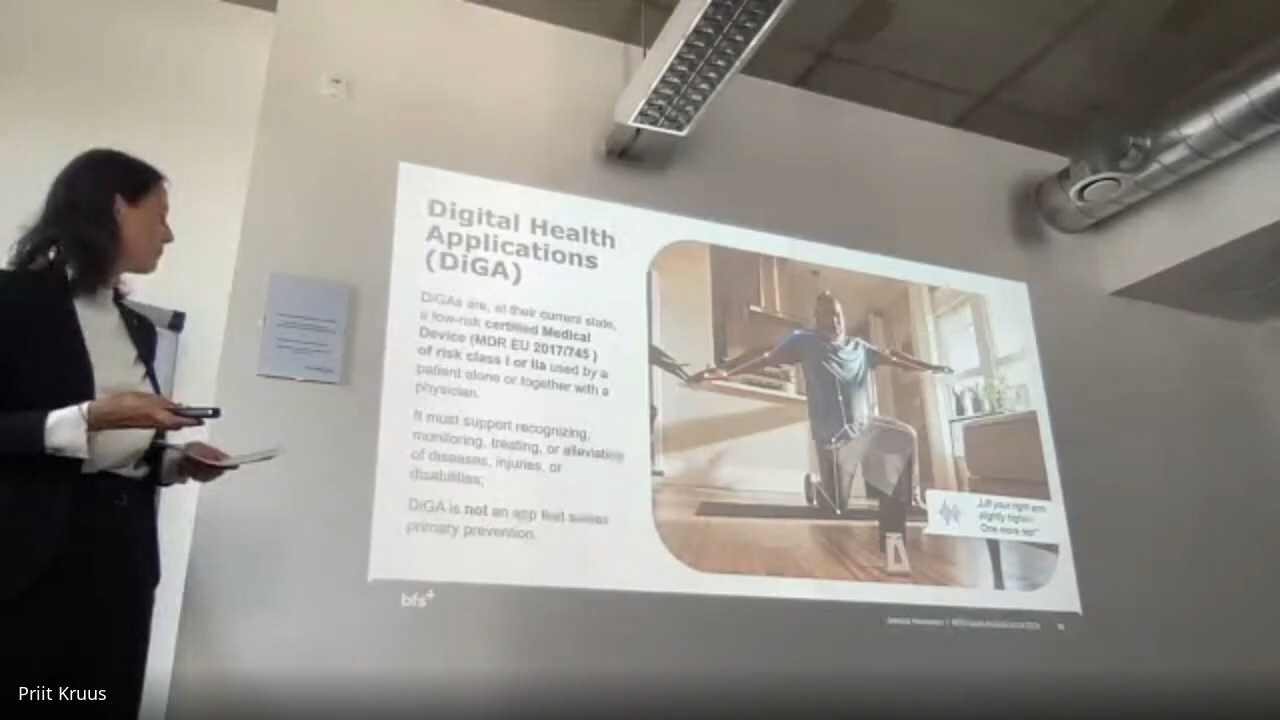 Digital Health
Applications
(DiGA)
DiGAs are, at their current state,
a low-risk certified Medical
Device (MDR EU 2017/745 )
of risk class I or IIa used by a
patient alone or together with a
physician.
It must support recognizing,
monitoring, treating, or alleviation
of diseases, injuries, or
disabilities;
DiGA is not an app that serves
primary prevention.
Lift your right arm
slightly higher.
One more rep"
bfs+
Priit Kruus